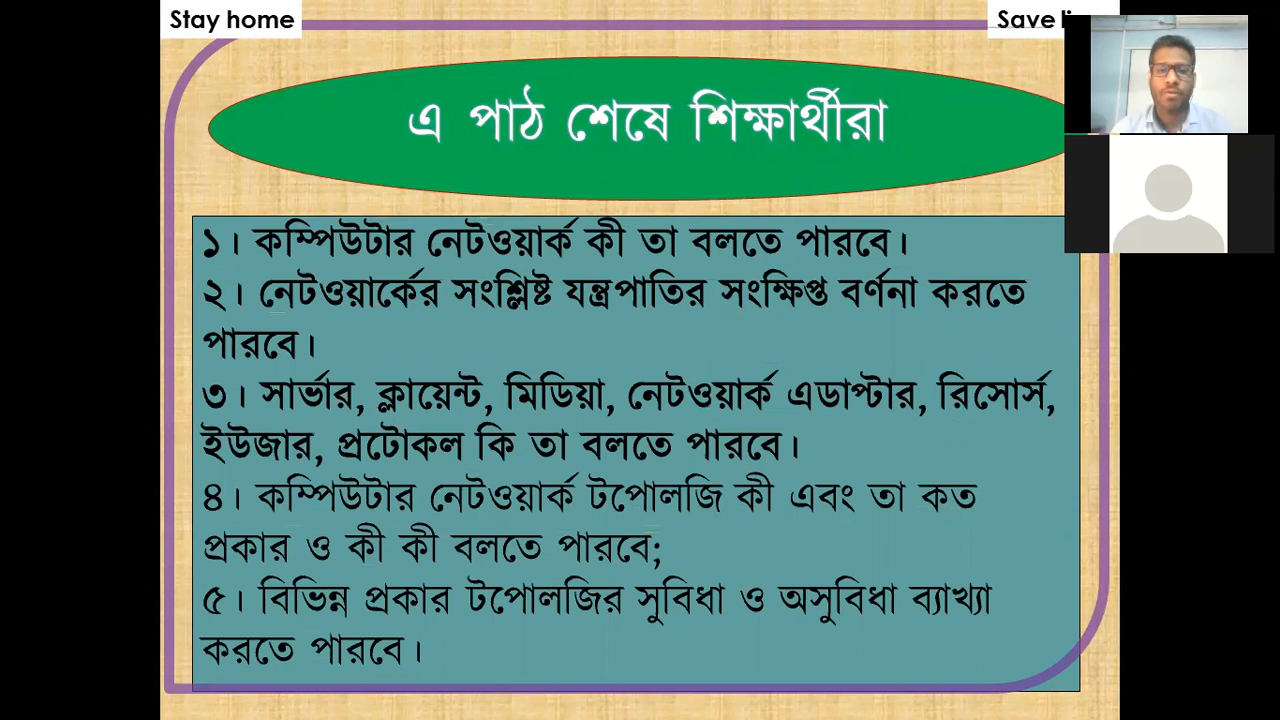 Stay home
Save
এ পাঠ শেষে শিক্ষার্থীরা
১। কম্পিউটার নেটওয়ার্ক কী তা বলতে পারবে।
২। নেটওয়ার্কের সংশ্লিষ্ট যন্ত্রপাতির সংক্ষিপ্ত বর্ণনা করতে
পারবে।
৩। সার্ভার, ক্লায়েন্ট, মিডিয়া, নেটওয়ার্ক এডাপ্টার, রিসোর্স,
ইউজার, প্রটোকল কি তা বলতে পারবে।
৪। কম্পিউটার নেটওয়ার্ক টপোলজি কী এবং তা কত
প্রকার ও কী কী বলতে পারবে;
৫। বিভিন্ন প্রকার টপোলজির সুবিধা ও অসুবিধা ব্যাখ্যা
করতে পারবে।